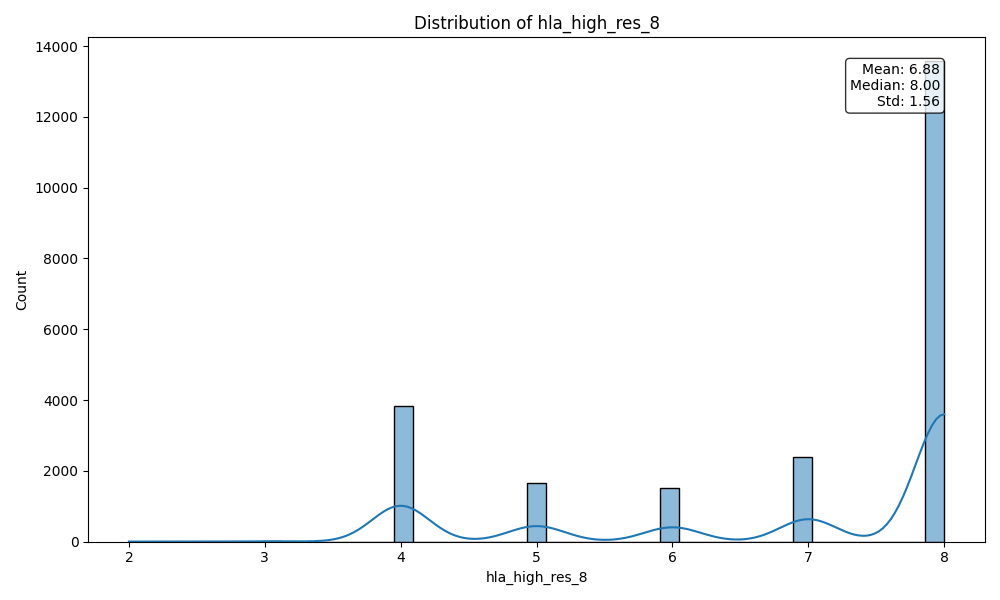 Distribution of hla_high_res_8
14000
12000
10000
8000
6000
4000
2000
0
Count
Mean: 6.88
Median: 8.00
Std: 1.56
2 3 4 5 6 7 8
hla_high_res_8